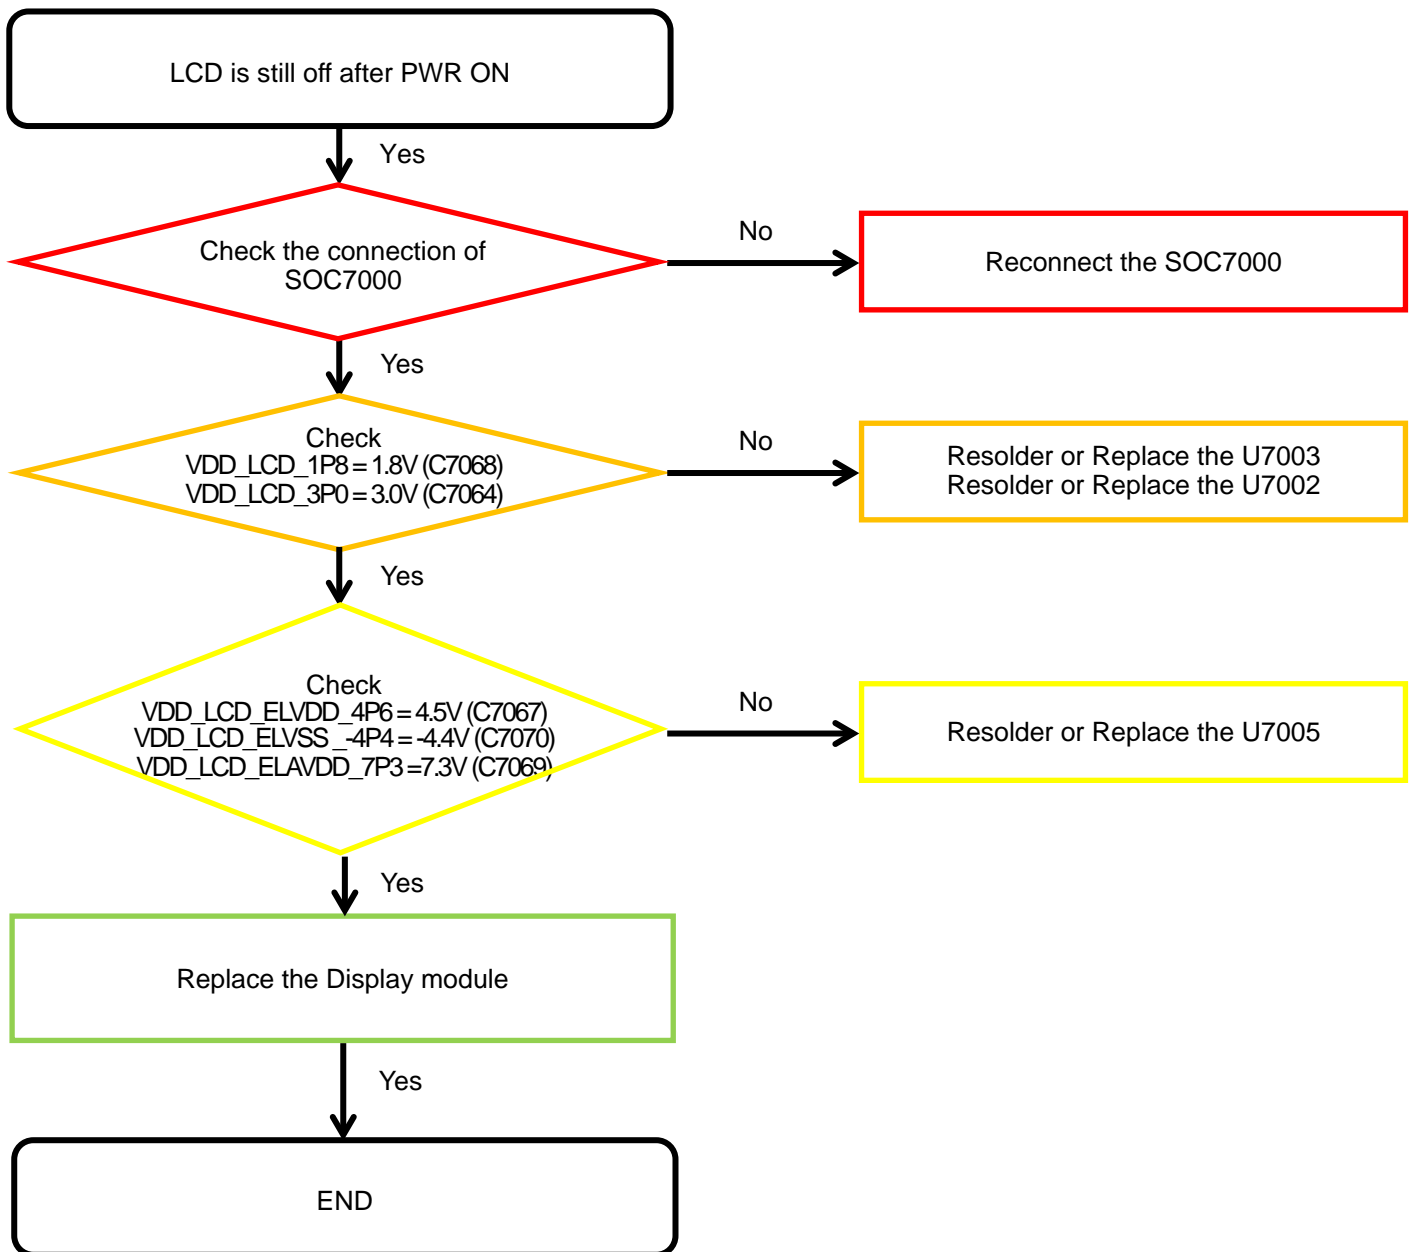 LCD is still off after PWR ON
Yes
Check the connection of
SOC7000
No
Reconnect the SOC7000
Yes
Check
VDD_LCD_1P8 = 1.8V (C7068)
VDD_LCD_3P0 = 3.0V (C7064)
No
Resolder or Replace the U7003
Resolder or Replace the U7002
Yes
Check
VDD_LCD_ELVDD_4P6 = 4.5V (C7067)
VDD_LCD_ELVSS _-4P4 = -4.4V (C7070)
VDD_LCD_ELAVDD_7P3 =7.3V (C7069)
No
Resolder or Replace the U7005
Yes
Replace the Display module
Yes
END